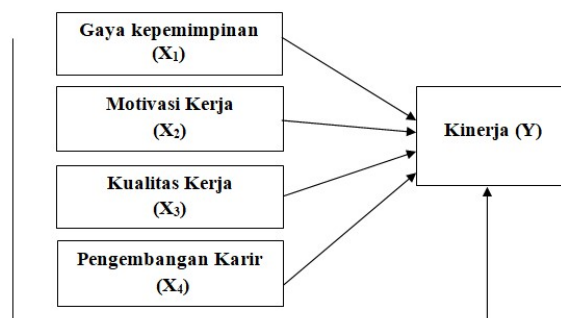 Gaya kepemimpinan
(X₁)
Motivasi Kerja
(X₂)
Kualitas Kerja
(X₃)
Pengembangan Karir
(X₄)
Kinerja (Y)